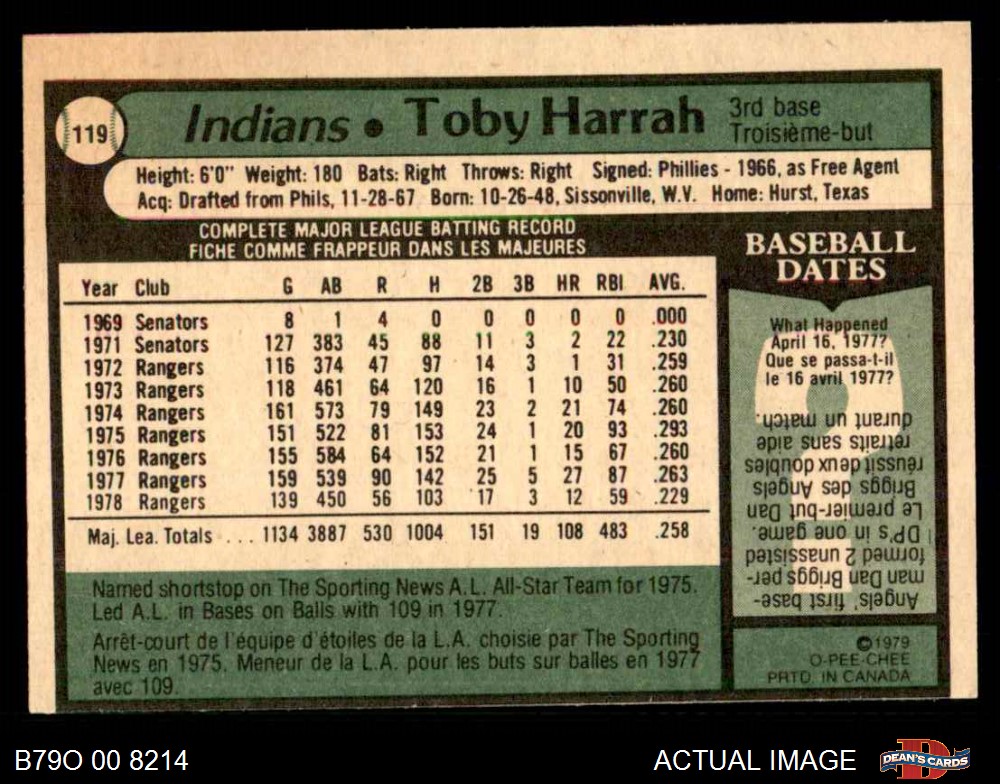 119
Indians • Toby Harrah
3rd base
Troisième-but
Height: 6'0" Weight: 180 Bats: Right Throws: Right Signed: Phillies - 1966, as Free Agent
Acq: Drafted from Phils, 11-28-67 Born: 10-26-48, Sissonville, W.V. Home: Hurst, Texas
COMPLETE MAJOR LEAGUE BATTING RECORD
FICHE COMME FRAPPEUR DANS LES MAJEURES
Year Club G AB R H 2B 3B HR RBI AVG.
1969 Senators 8 1 4 0 0 0 0 0 .000
1971 Senators 127 383 45 88 11 3 2 22 .230
1972 Rangers 116 374 47 97 14 3 1 31 .259
1973 Rangers 118 461 64 120 16 1 10 50 .260
1974 Rangers 161 573 79 149 23 2 21 74 .260
1975 Rangers 151 522 81 153 24 1 20 93 .293
1976 Rangers 155 584 64 152 21 1 15 67 .260
1977 Rangers 159 539 90 142 25 5 27 87 .263
1978 Rangers 139 450 56 103 17 3 12 59 .229
Maj. Lea. Totals . . . 1134 3887 530 1004 151 19 108 483 .258
Named shortstop on The Sporting News A.L. All-Star Team for 1975.
Led A.L. in Bases on Balls with 109 in 1977.
Arrêt-court de l'équipe d'étoiles de la L.A. choisie par The Sporting
News en 1975. Meneur de la L.A. pour les buts sur balles en 1977
avec 109.
BASEBALL
DATES
What Happened
April 16, 1977?
Que se passa-t-il
le 16 avril 1977?
Angels' first base-
man Dan Briggs per-
formed 2 unassisted
DP's in one game.
Le premier-but Dan
Briggs des Angels
réussit deux doubles
retraits sans aide
durant un match.
©1979
O-PEE-CHEE
PRTD. IN CANADA
B79O 00 8214
ACTUAL IMAGE
DEAN'S CARDS